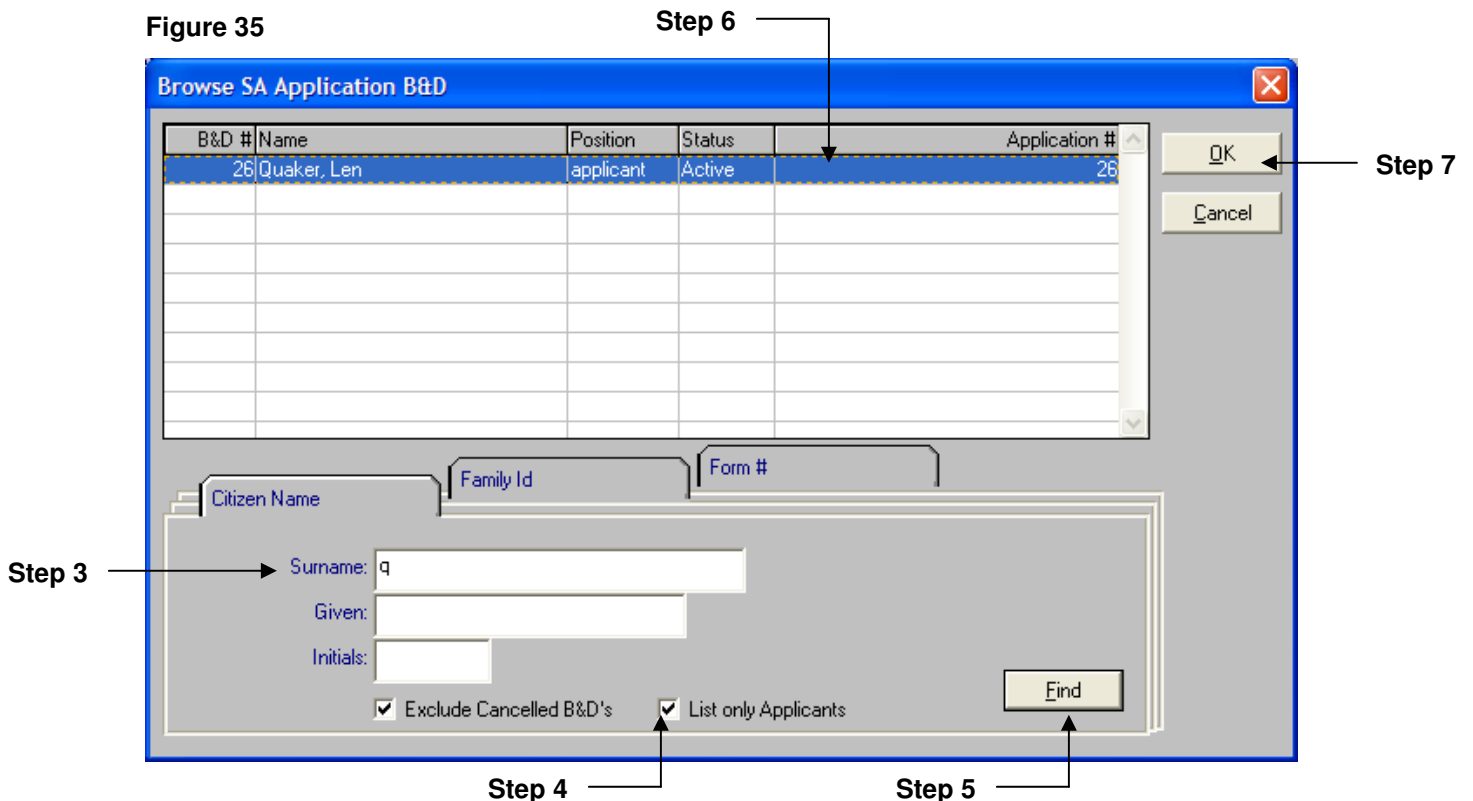 Figure 35
Step 6
Browse SA Application B&D
B&D # Name Position Status Application #
26 Quaker, Len applicant Active 26
OK
Step 7
Cancel
Citizen Name
Family Id
Form #
Step 3
Surname: q
Given:
Initials:
Exclude Cancelled B&D's List only Applicants
Find
Step 4
Step 5